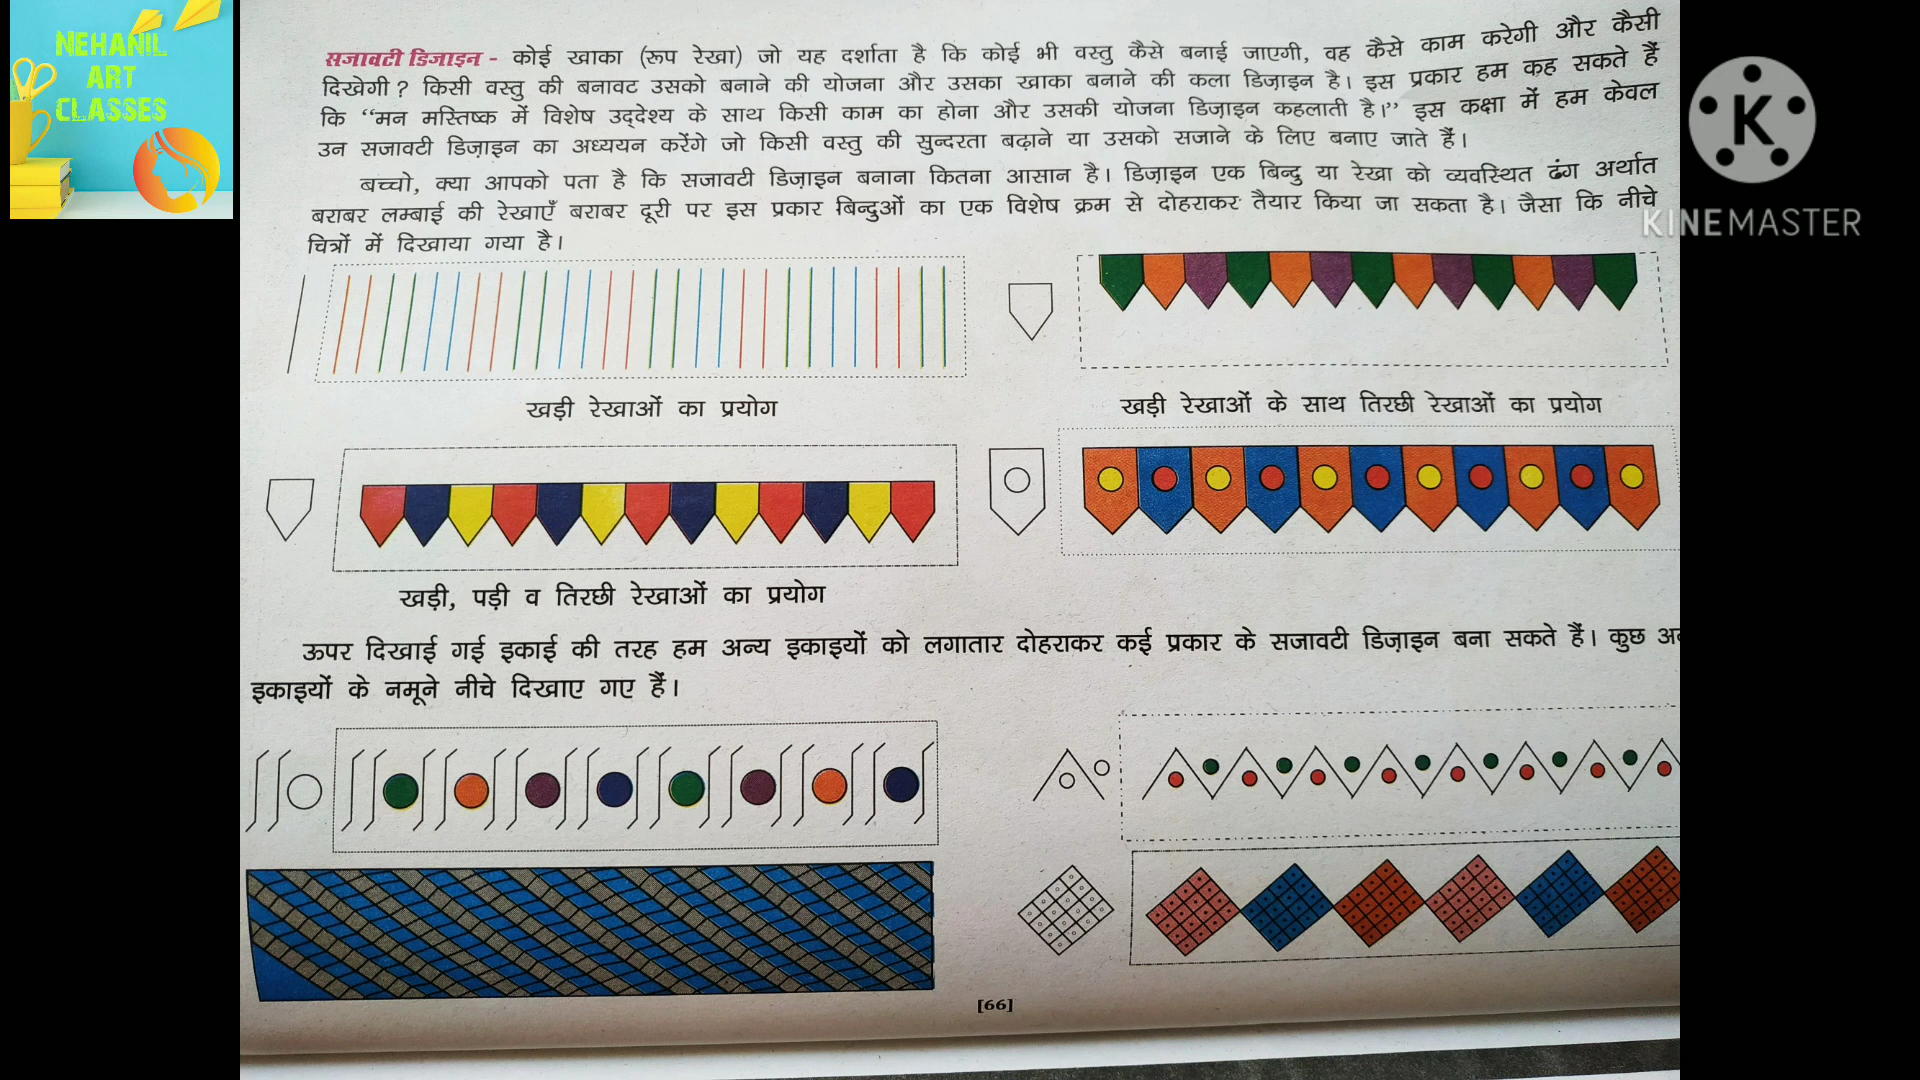 NEHANIL
ART
CLASSES
सजावटी डिजाइन - कोई खाका (रूप रेखा) जो यह दर्शाता है कि कोई भी वस्तु कैसे बनाई जाएगी, वह कैसे काम करेगी और कैसी
दिखेगी? किसी वस्तु की बनावट उसको बनाने की योजना और उसका खाका बनाने की कला डिज़ाइन है। इस प्रकार हम कह सकते हैं
कि “मन मस्तिष्क में विशेष उद्देश्य के साथ किसी काम का होना और उसकी योजना डिज़ाइन कहलाती है।” इस कक्षा में हम केवल
उन सजावटी डिज़ाइन का अध्ययन करेंगे जो किसी वस्तु की सुन्दरता बढ़ाने या उसको सजाने के लिए बनाए जाते हैं।
बच्चो, क्या आपको पता है कि सजावटी डिज़ाइन बनाना कितना आसान है। डिज़ाइन एक बिन्दु या रेखा को व्यवस्थित ढंग अर्थात
बराबर लम्बाई की रेखाएँ बराबर दूरी पर इस प्रकार बिन्दुओं का एक विशेष क्रम से दोहराकर तैयार किया जा सकता है। जैसा कि नीचे
चित्रों में दिखाया गया है।
K
KINEMASTER
खड़ी रेखाओं का प्रयोग
खड़ी रेखाओं के साथ तिरछी रेखाओं का प्रयोग
खड़ी, पड़ी व तिरछी रेखाओं का प्रयोग
ऊपर दिखाई गई इकाई की तरह हम अन्य इकाइयों को लगातार दोहराकर कई प्रकार के सजावटी डिज़ाइन बना सकते हैं। कुछ
इकाइयों के नमूने नीचे दिखाए गए हैं।
[66]